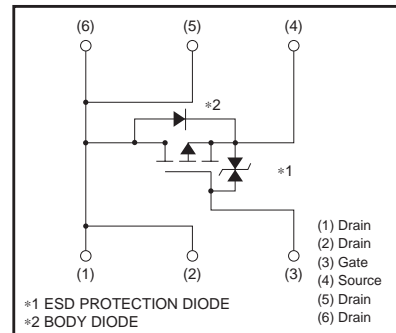 (6) (5) (4)
∗2
∗1
(1) Drain
(2) Drain
(3) Gate
(4) Source
(5) Drain
(6) Drain
(1) (2) (3)
∗1 ESD PROTECTION DIODE
∗2 BODY DIODE